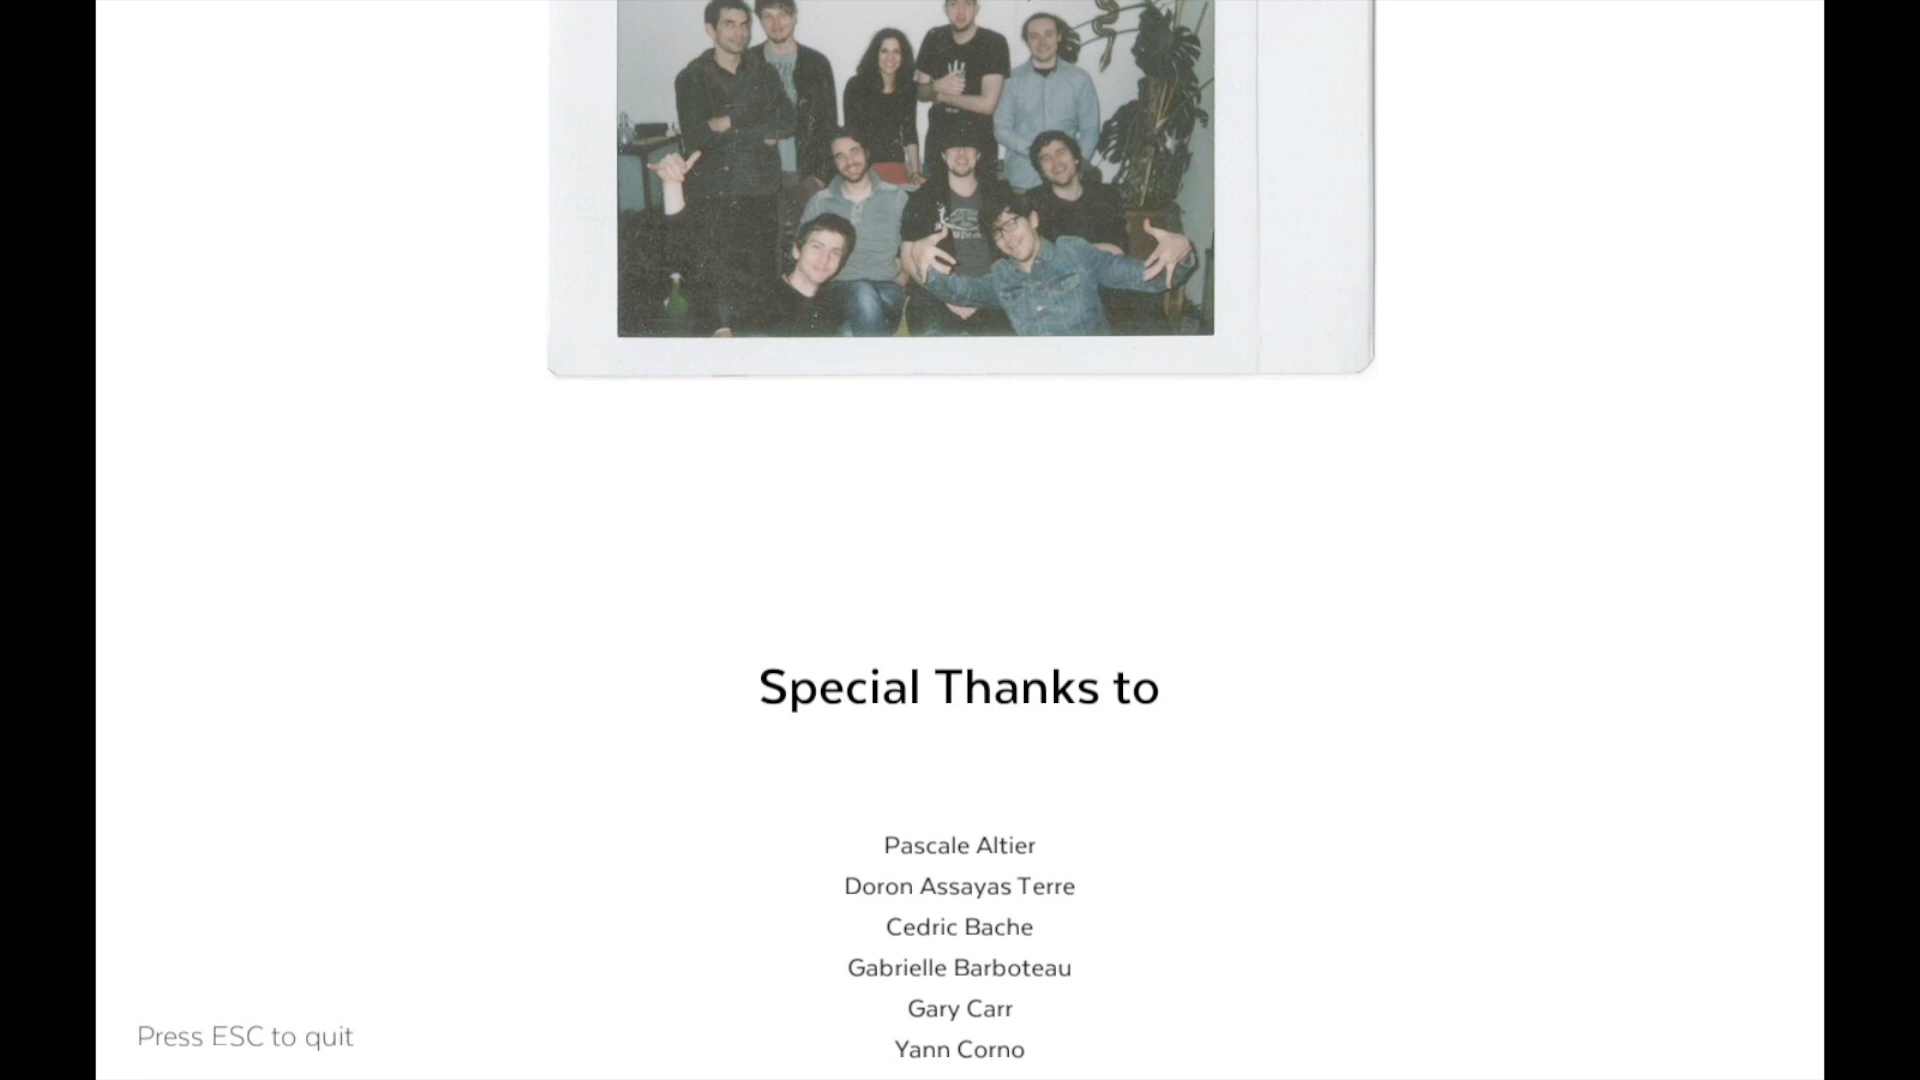 Special Thanks to
Pascale Altier
Doron Assayas Terre
Cedric Bache
Gabrielle Barboteau
Gary Carr
Yann Corno
Press ESC to quit